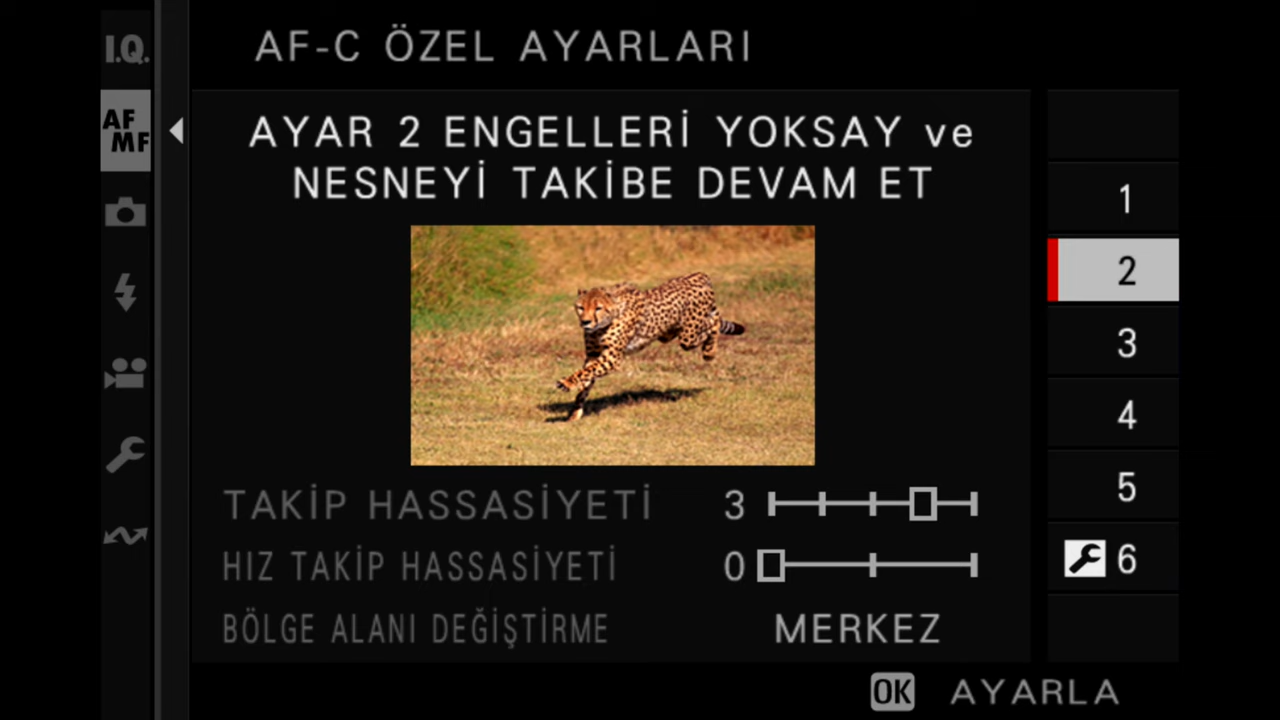 I.Q.
AF-C ÖZEL AYARLARI
AF
MF
AYAR 2 ENGELLERİ YOKSAY ve
NESNEYİ TAKİBE DEVAM ET
1
2
3
4
5
6
TAKİP HASSASİYETİ 3
HIZ TAKİP HASSASİYETİ 0
BÖLGE ALANI DEĞİŞTİRME MERKEZ
OK AYARLA